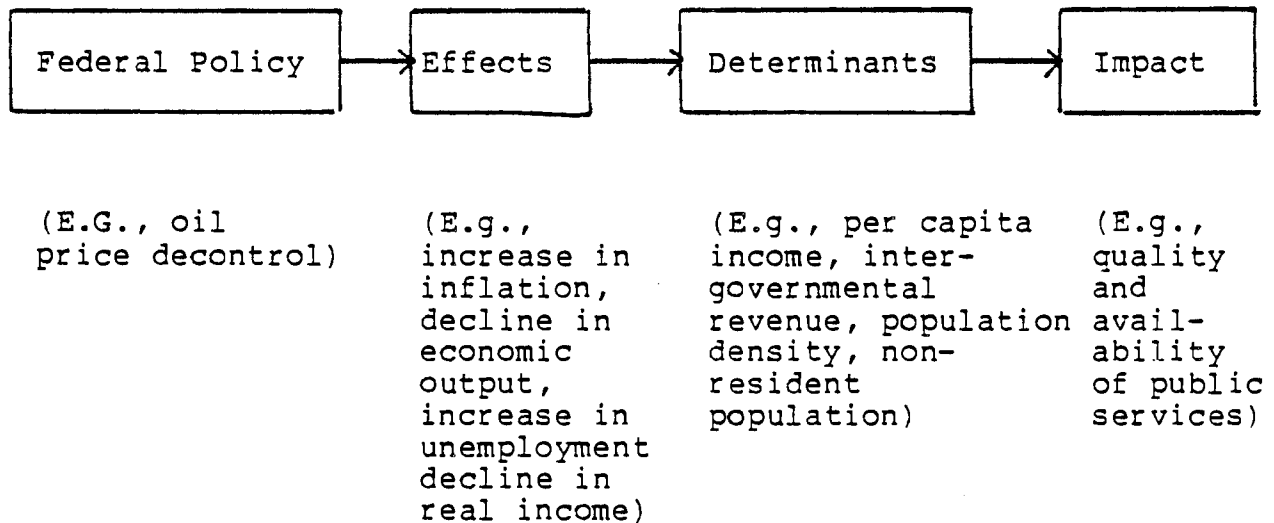 Federal Policy
Effects
Determinants
Impact
(E.G., oil
price decontrol)
(E.g.,
increase in
inflation,
decline in
economic
output,
increase in
unemployment
decline in
real income)
(E.g., per capita
income, inter-
governmental
revenue, population
density, non-
resident
population)
(E.g.,
quality
and
avail-
ability
of public
services)